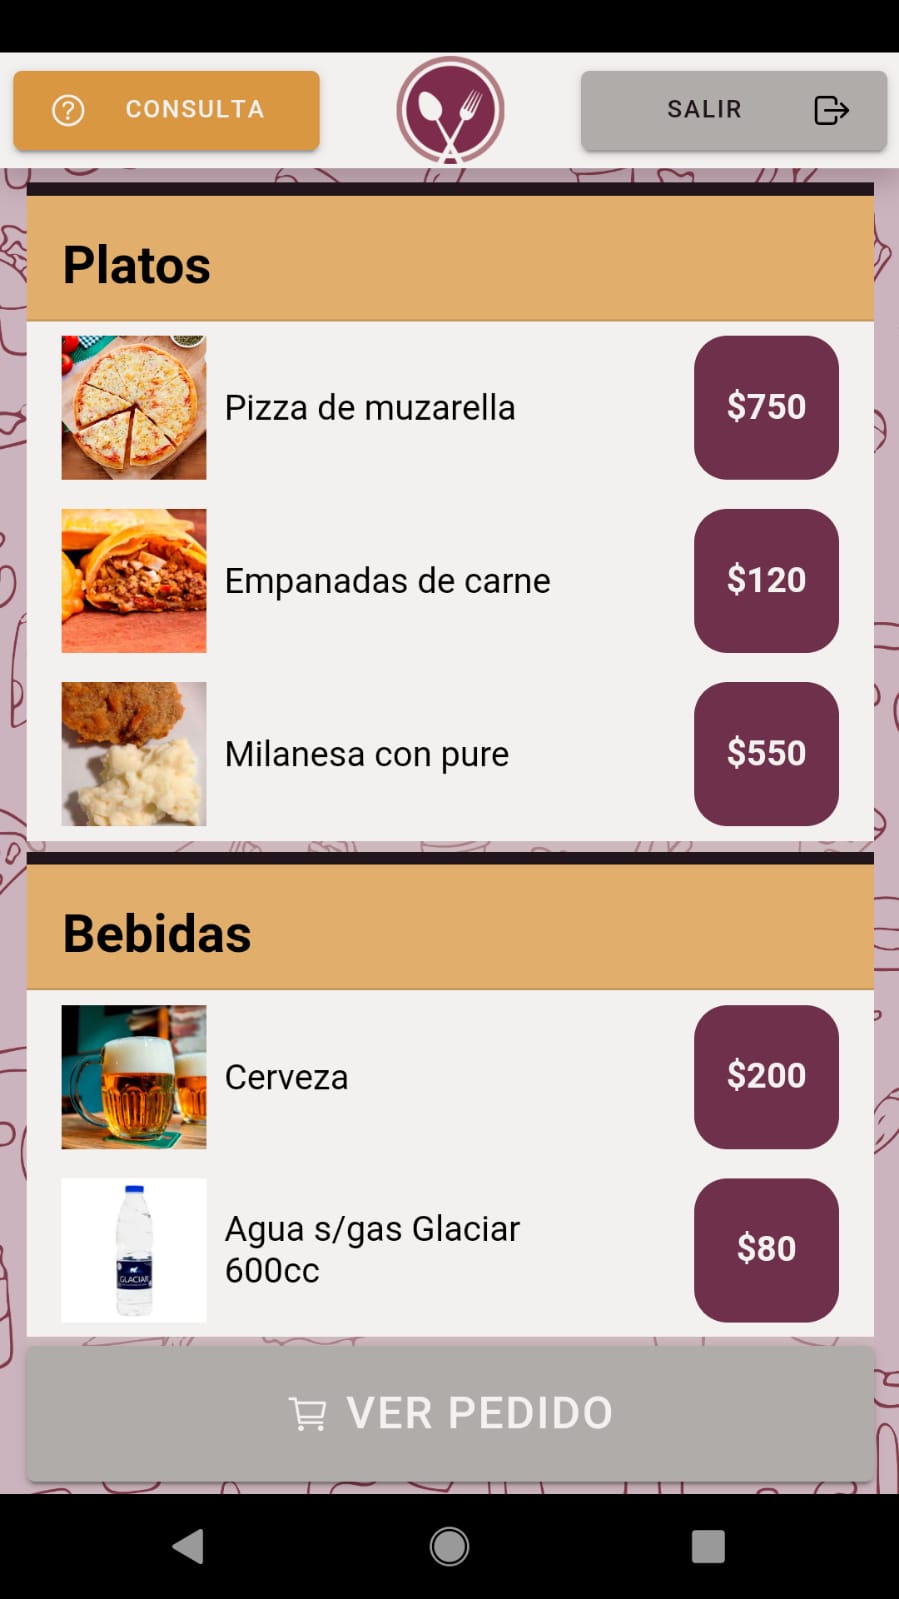 CONSULTA
SALIR
Platos
Pizza de muzarella
$750
Empanadas de carne
$120
Milanesa con pure
$550
Bebidas
Cerveza
$200
Agua s/gas Glaciar
600cc
$80
GLACIAR
VER PEDIDO